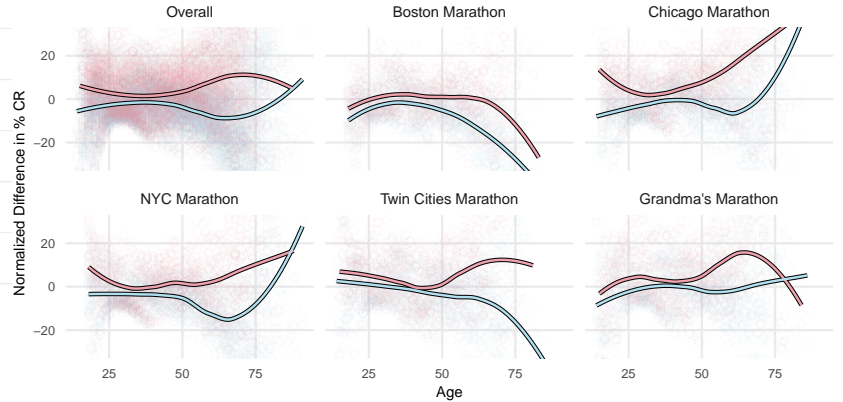 Overall Boston Marathon Chicago Marathon
20
0
−20
NYC Marathon Twin Cities Marathon Grandma's Marathon
20
0
−20
25 50 75 25 50 75 25 50 75
Age
Normalized Difference in % CR